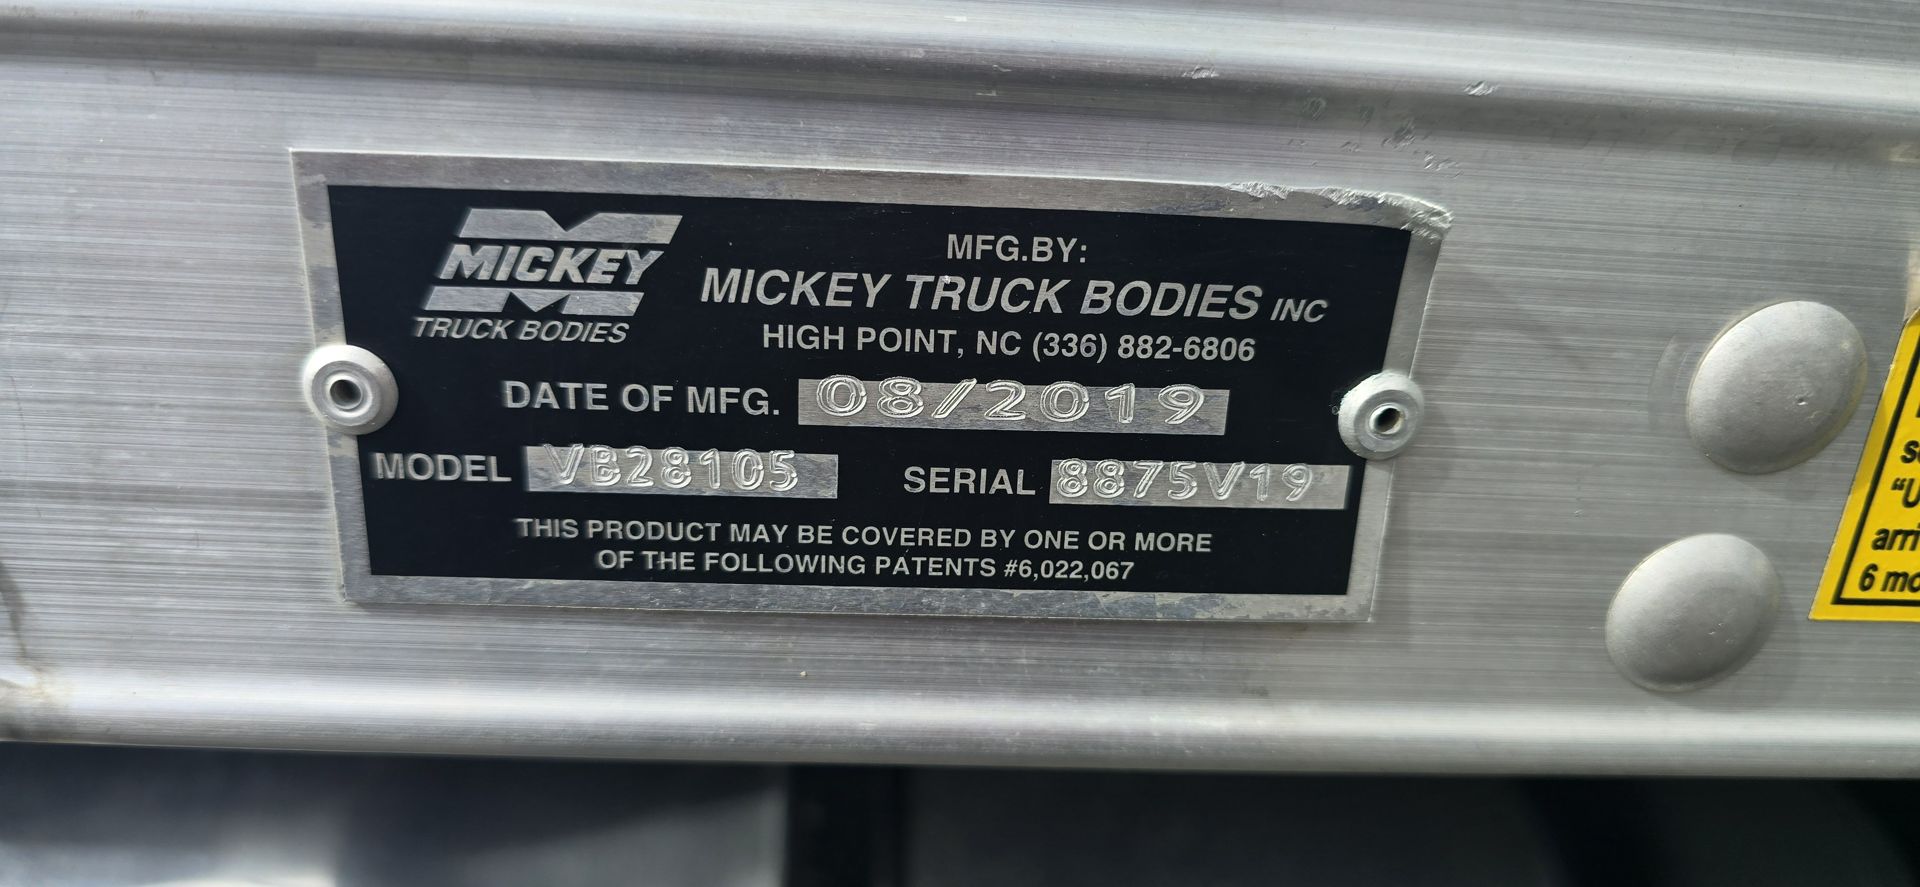 MICKEY
TRUCK BODIES
MFG.BY:
MICKEY TRUCK BODIES INC
HIGH POINT, NC (336) 882-6806
DATE OF MFG. 08/2019
MODEL VB28105 SERIAL 8875V19
THIS PRODUCT MAY BE COVERED BY ONE OR MORE
OF THE FOLLOWING PATENTS #6,022,067
6